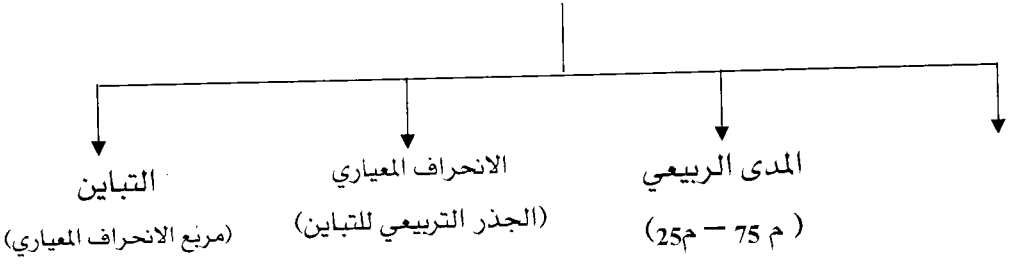 المدى الربيعي
( م 75 – م25)
الانحراف المعياري
(الجذر التربيعي للتباين)
التباين
(مربع الانحراف المعياري)